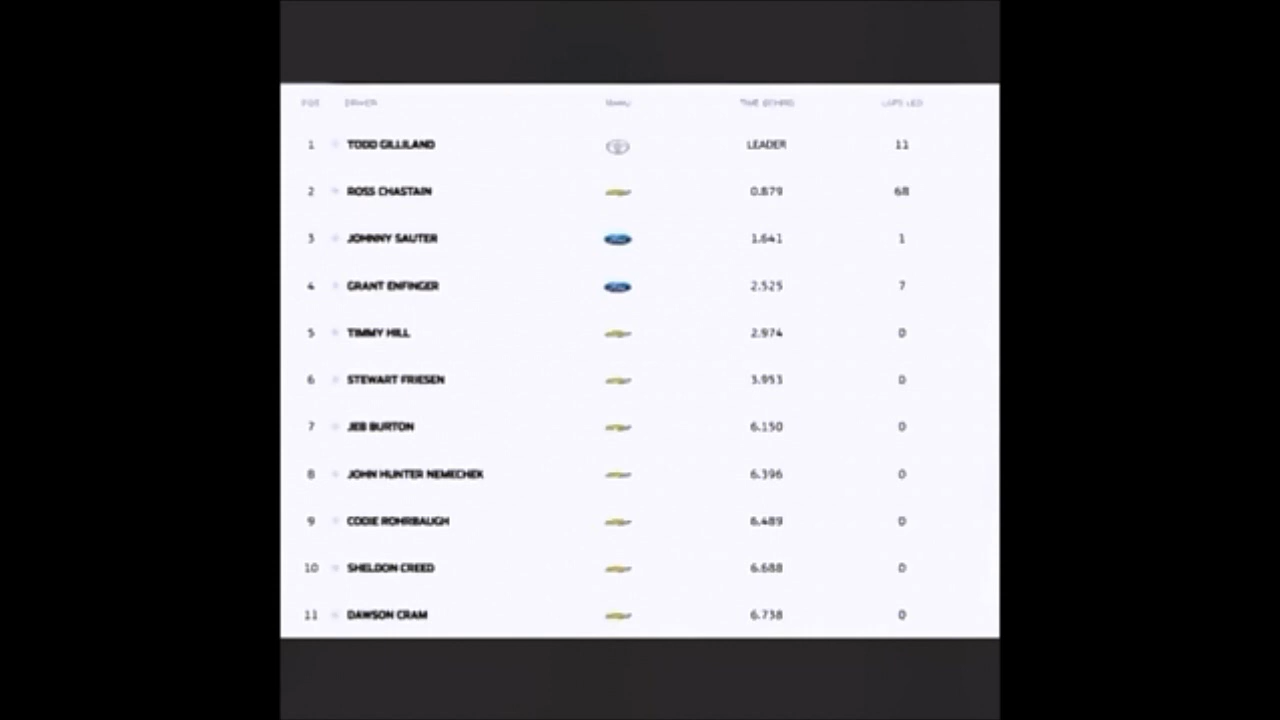 POS DRIVER MANU TIME BEHIND LAPS LED
1 TODD GILLILAND LEADER 11
2 ROSS CHASTAIN 0.879 68
3 JOHNNY SAUTER 1.641 1
4 GRANT ENFINGER 2.525 7
5 TIMMY HILL 2.974 0
6 STEWART FRIESEN 3.953 0
7 JEB BURTON 6.150 0
8 JOHN HUNTER NEMECHEK 6.396 0
9 CODIE ROHRBAUGH 6.489 0
10 SHELDON CREED 6.688 0
11 DAWSON CRAM 6.738 0